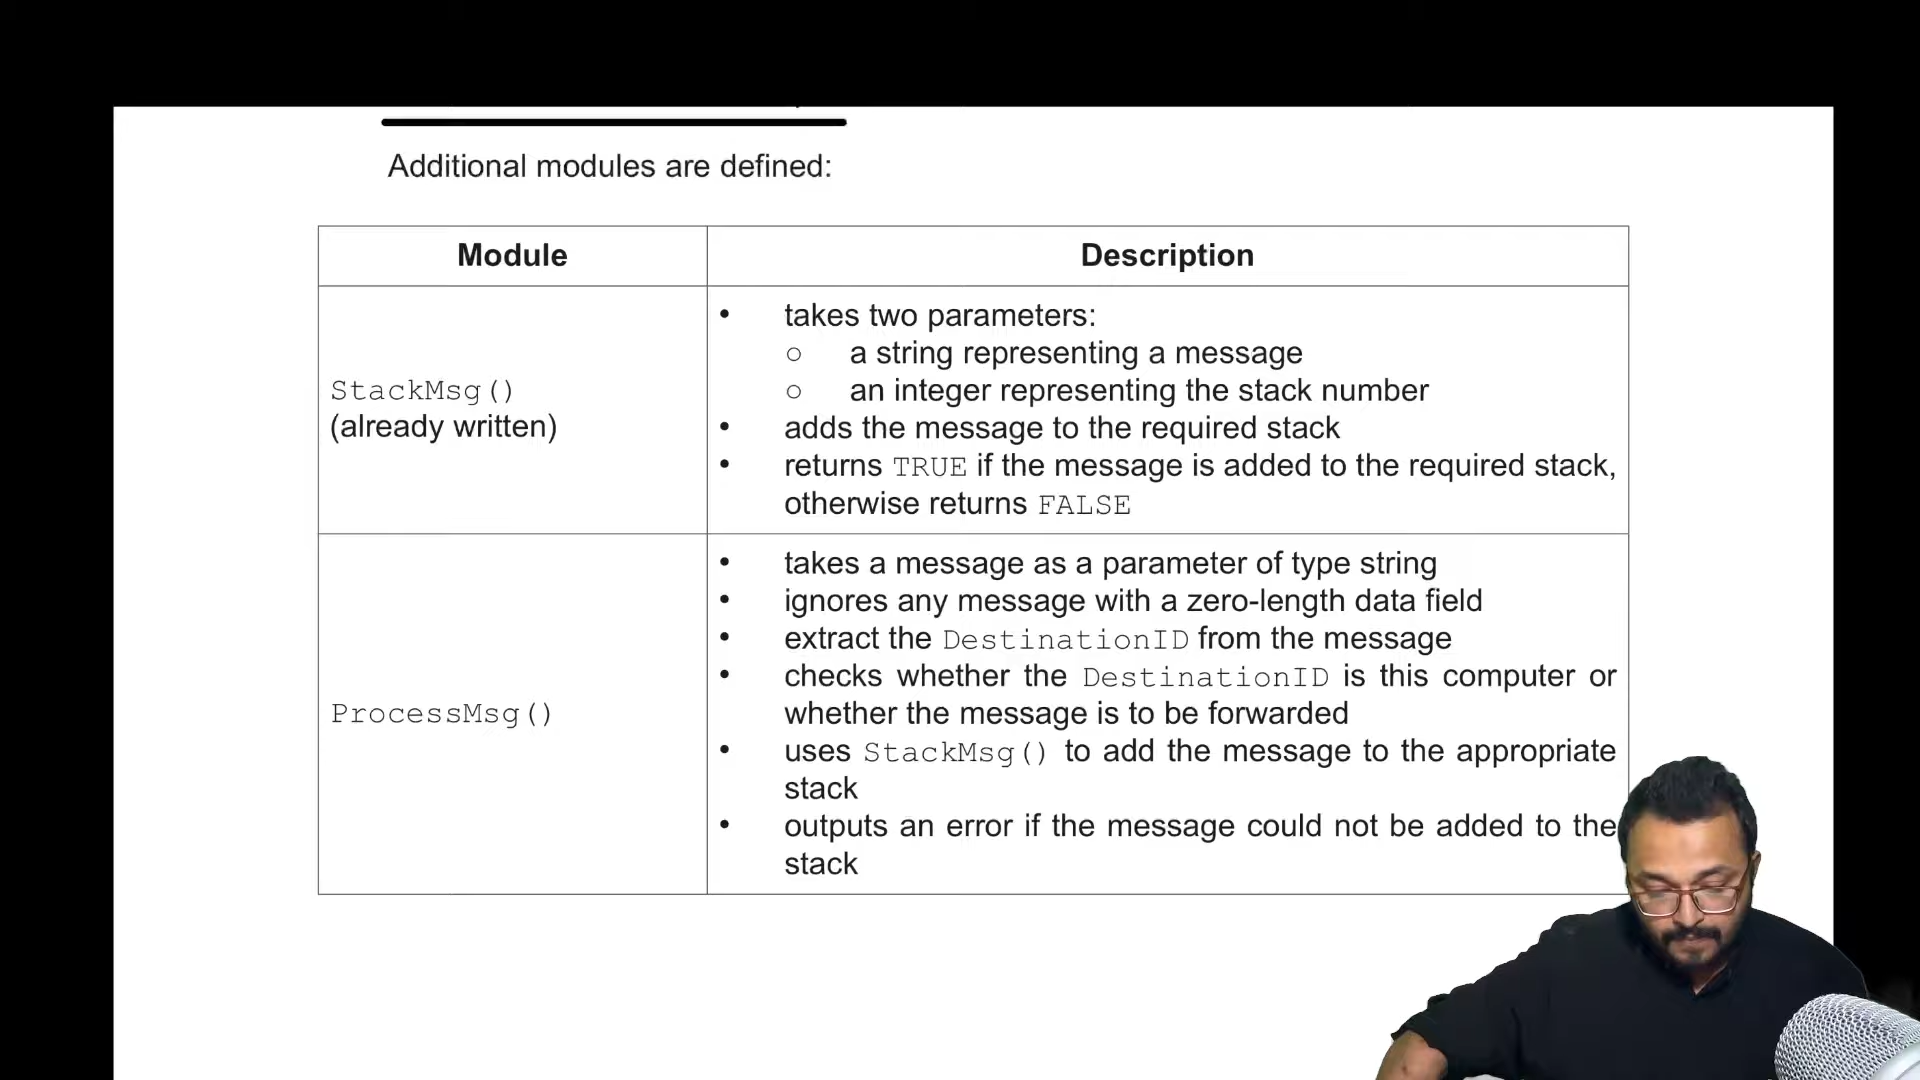 Additional modules are defined:
Module
Description
StackMsg()
(already written)
• takes two parameters:
○ a string representing a message
○ an integer representing the stack number
• adds the message to the required stack
• returns TRUE if the message is added to the required stack,
otherwise returns FALSE
ProcessMsg()
• takes a message as a parameter of type string
• ignores any message with a zero-length data field
• extract the DestinationID from the message
• checks whether the DestinationID is this computer or
whether the message is to be forwarded
• uses StackMsg() to add the message to the appropriate
stack
• outputs an error if the message could not be added to the
stack